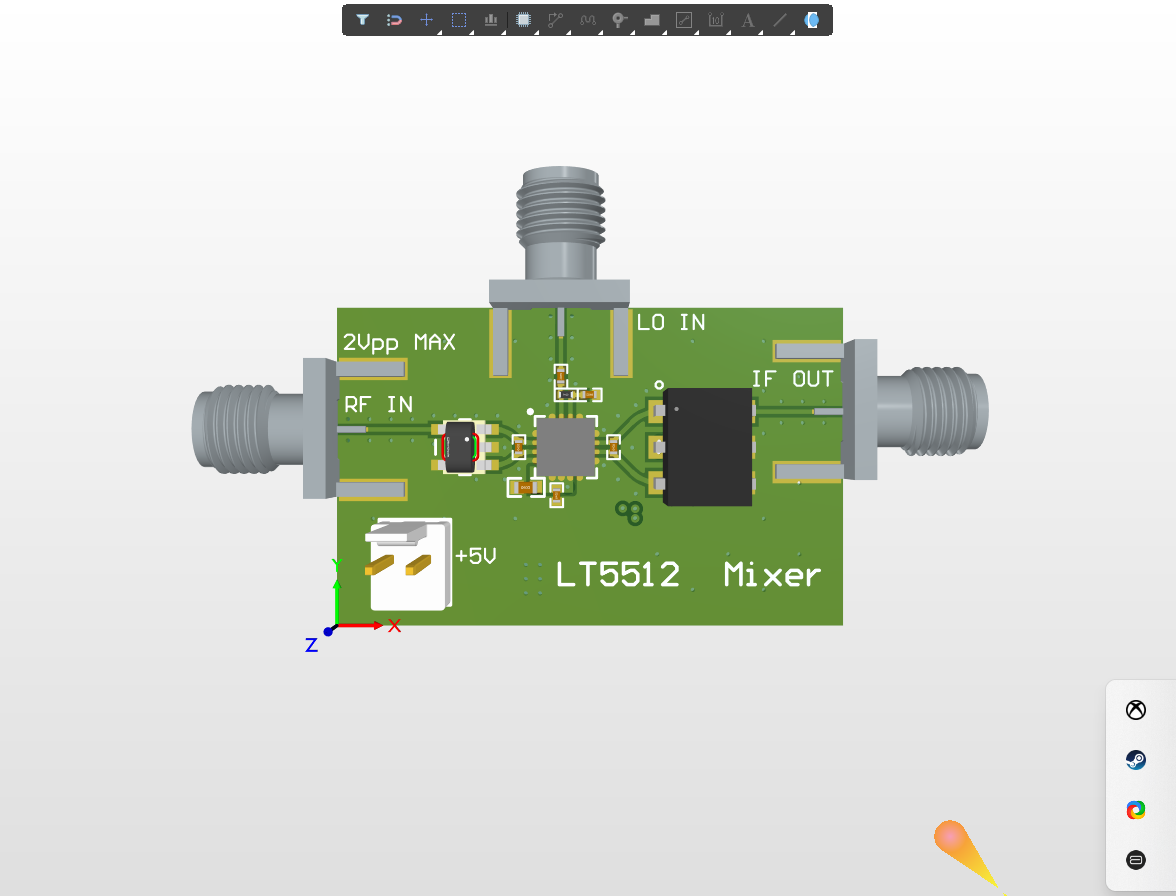 LO IN
2Vpp MAX
IF OUT
RF IN
+5V
LT5512 Mixer
Y
X
Z
A